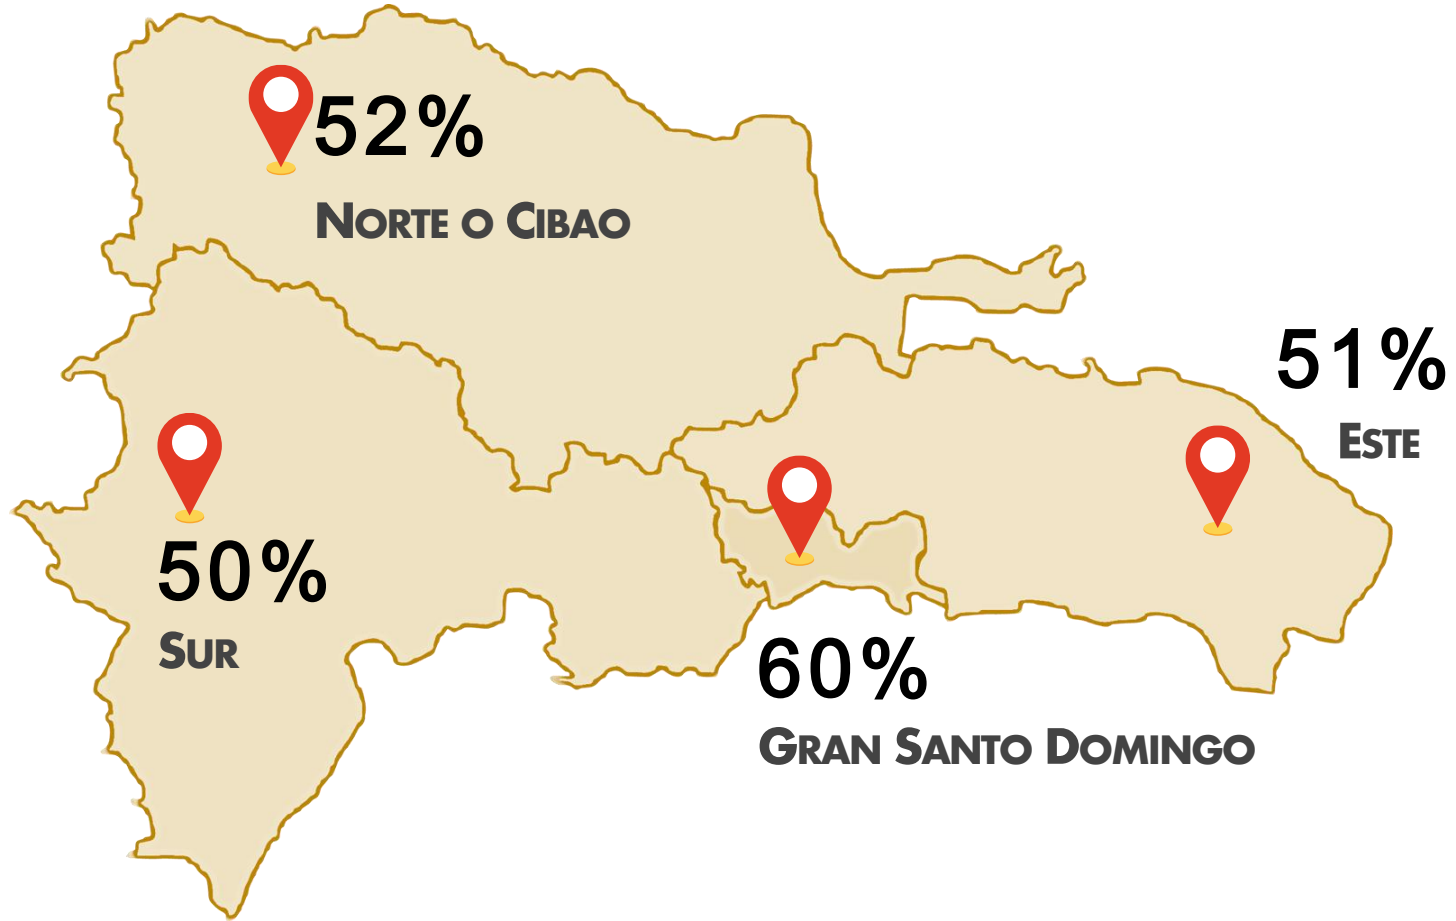 52%
NORTE O CIBAO
51%
ESTE
50%
SUR
60%
GRAN SANTO DOMINGO